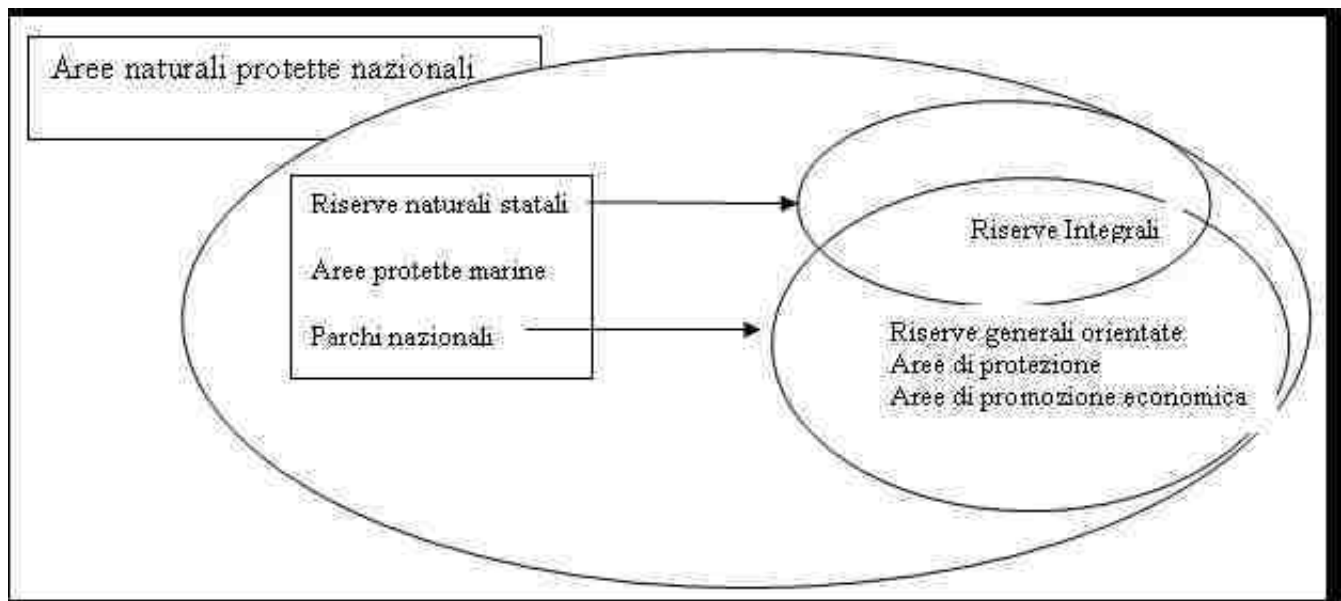 Aree naturali protette nazionali
Riserve naturali statali
Aree protette marine
Parchi nazionali
Riserve Integrali
Riserve generali orientate
Aree di protezione
Aree di promozione economica